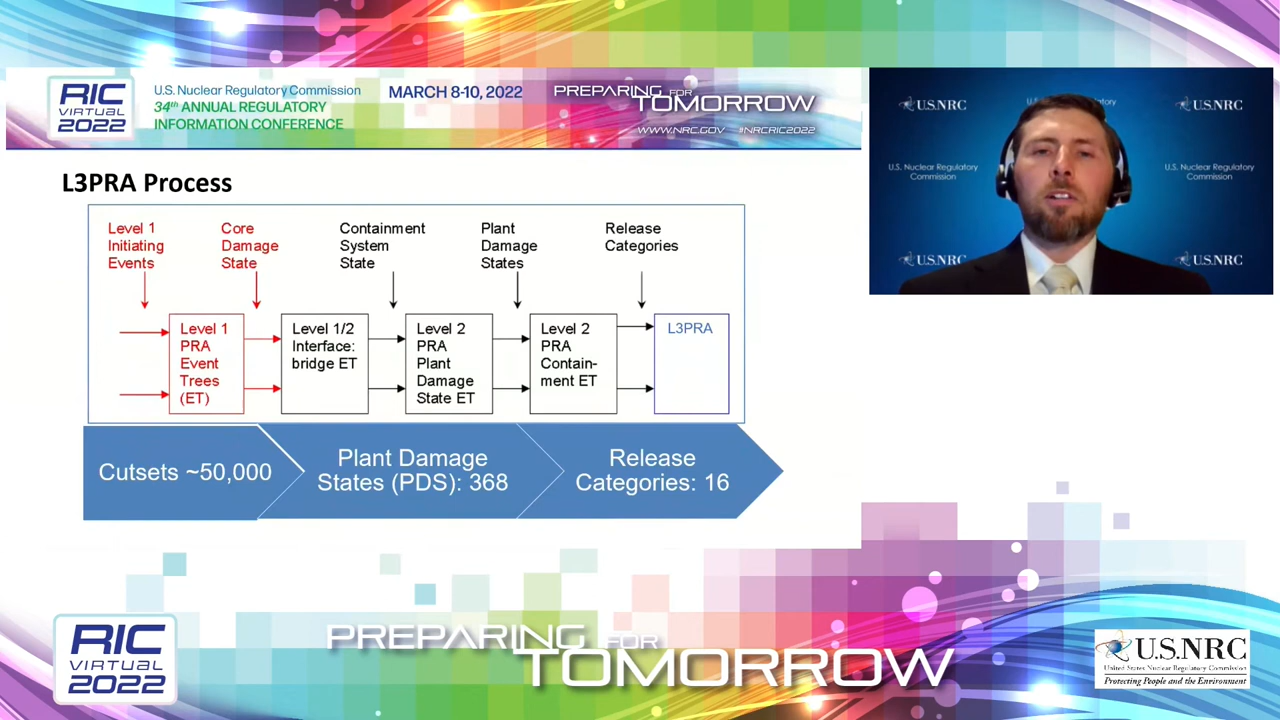 RIC
VIRTUAL
2022
U.S. Nuclear Regulatory Commission
34th ANNUAL REGULATORY
INFORMATION CONFERENCE
MARCH 8-10, 2022
PREPARING FOR
TOMORROW
WWW.NRC.GOV #NRCRIC2022
L3PRA Process
Level 1
Initiating
Events
Core
Damage
State
Containment
System
State
Plant
Damage
States
Release
Categories
Level 1
PRA
Event
Trees
(ET)
Level 1/2
Interface:
bridge ET
Level 2
PRA
Plant
Damage
State ET
Level 2
PRA
Contain-
ment ET
L3PRA
Cutsets ~50,000
Plant Damage
States (PDS): 368
Release
Categories: 16
U.S.NRC
U.S.NRC
U.S. Nuclear Regulatory
Commission
U.S. Nuclear Regulatory
Commission
U.S.NRC
U.S.NRC
RIC
VIRTUAL
2022
PREPARING FOR
TOMORROW
U.S.NRC
United States Nuclear Regulatory Commission
Protecting People and the Environment